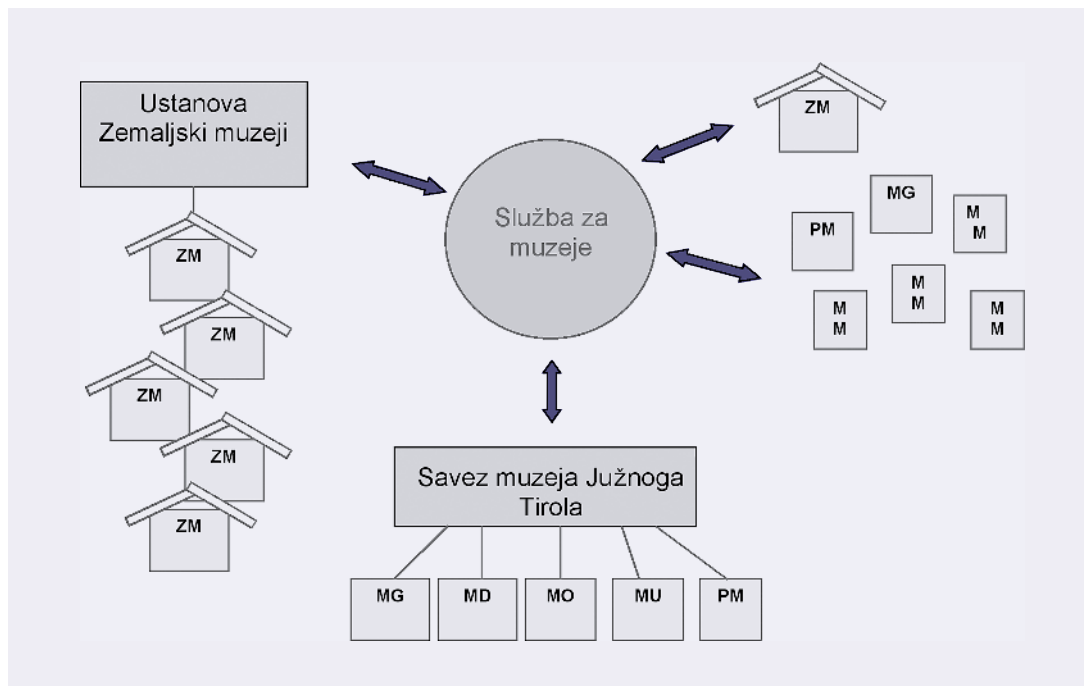 Ustanova
Zemaljski muzeji
ZM
ZM
ZM
ZM
ZM
Služba za
muzeje
ZM
MG
PM
M
M
M
M
M
M
M
M
Savez muzeja Južnoga
Tirola
MG
MD
MO
MU
PM